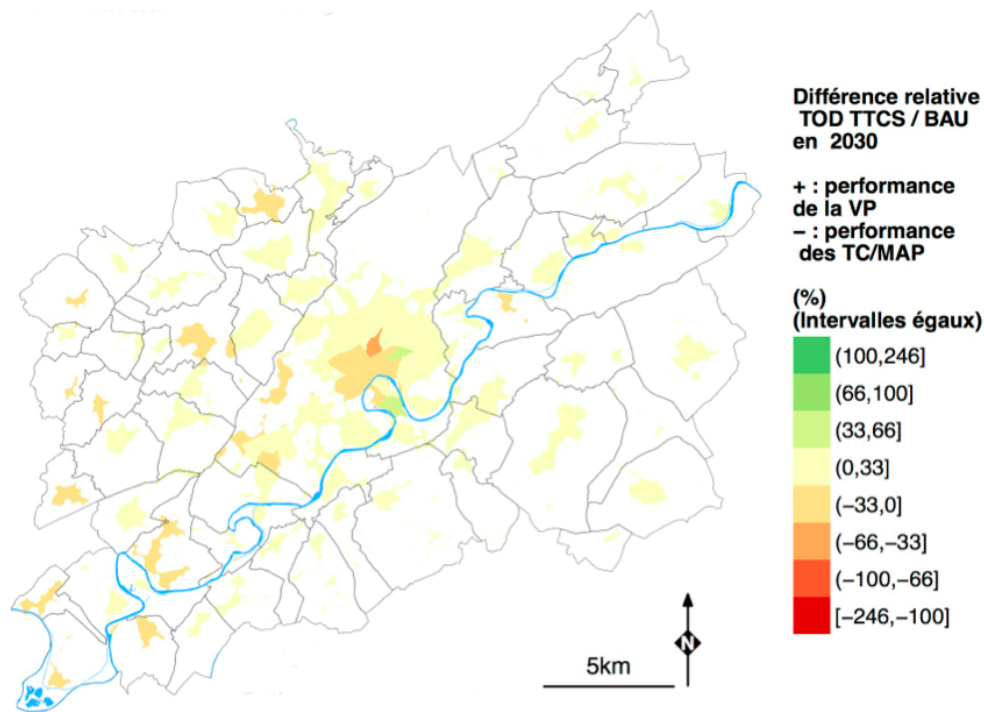 Différence relative
TOD TTCS / BAU
en 2030
+ : performance
de la VP
− : performance
des TC/MAP
(%)
(Intervalles égaux)
(100,246]
(66,100]
(33,66]
(0,33]
(−33,0]
(−66,−33]
(−100,−66]
[−246,−100]
N
5km